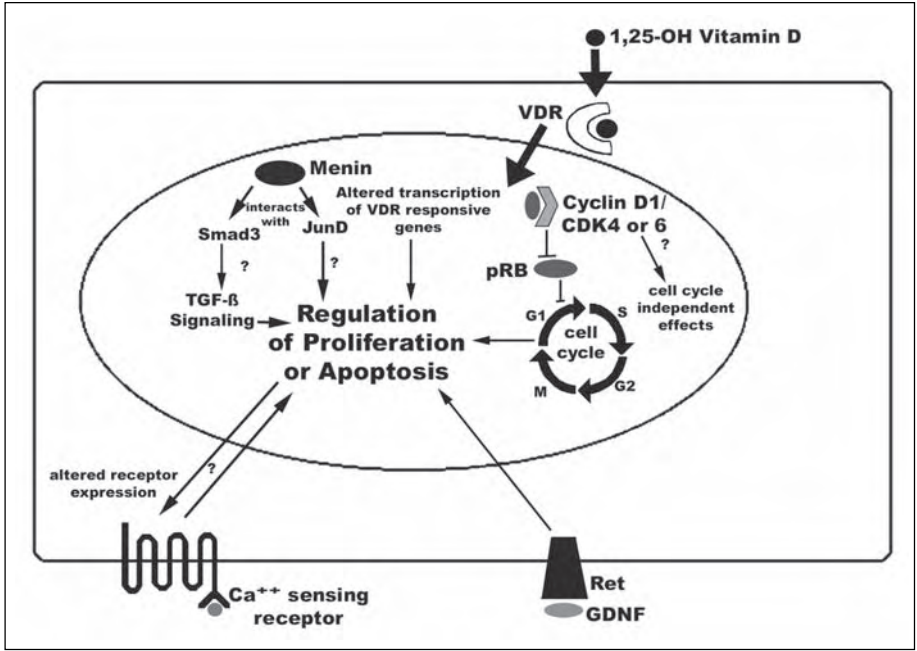 1,25-OH Vitamin D
VDR
Menin
interacts
with
Smad3
JunD
Altered transcription
of VDR responsive
genes
Cyclin D1/
CDK4 or 6
?
?
?
pRB
cell cycle
independent
effects
TGF-ß
Signaling
Regulation
of Proliferation
or Apoptosis
G1
S
cell
cycle
M
G2
?
altered receptor
expression
Ca++ sensing
receptor
Ret
GDNF